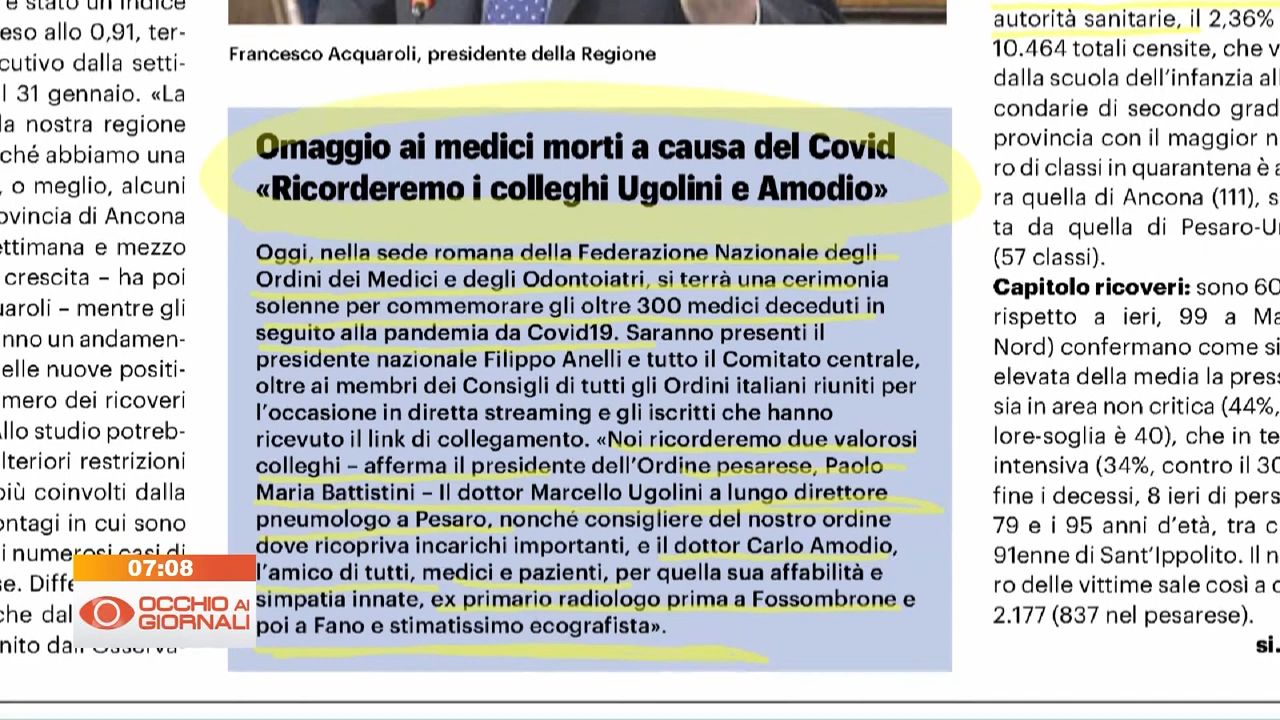 è stato un indice
eso allo 0,91, ter-
cutivo dalla setti-
l 31 gennaio. «La
la nostra regione
ché abbiamo una
, o meglio, alcuni
ovincia di Ancona
ettimana e mezzo
crescita – ha poi
uaroli – mentre gli
nno un andamen-
elle nuove positi-
mero dei ricoveri
Allo studio potreb-
lteriori restrizioni
più coinvolti dalla
ontagi in cui sono
i numerosi casi di
se. Diffe
che dal
nito dall'Osserva-
Francesco Acquaroli, presidente della Regione
Omaggio ai medici morti a causa del Covid
«Ricorderemo i colleghi Ugolini e Amodio»
Oggi, nella sede romana della Federazione Nazionale degli
Ordini dei Medici e degli Odontoiatri, si terrà una cerimonia
solenne per commemorare gli oltre 300 medici deceduti in
seguito alla pandemia da Covid19. Saranno presenti il
presidente nazionale Filippo Anelli e tutto il Comitato centrale,
oltre ai membri dei Consigli di tutti gli Ordini italiani riuniti per
l'occasione in diretta streaming e gli iscritti che hanno
ricevuto il link di collegamento. «Noi ricorderemo due valorosi
colleghi – afferma il presidente dell'Ordine pesarese, Paolo
Maria Battistini – Il dottor Marcello Ugolini a lungo direttore
pneumologo a Pesaro, nonché consigliere del nostro ordine
dove ricopriva incarichi importanti, e il dottor Carlo Amodio,
l'amico di tutti, medici e pazienti, per quella sua affabilità e
simpatia innate, ex primario radiologo prima a Fossombrone e
poi a Fano e stimatissimo ecografista».
autorità sanitarie, il 2,36%
10.464 totali censite, che v
dalla scuola dell'infanzia all
condarie di secondo grad
provincia con il maggior n
ro di classi in quarantena è a
ra quella di Ancona (111), s
ta da quella di Pesaro-U
(57 classi).
Capitolo ricoveri: sono 60
rispetto a ieri, 99 a Ma
Nord) confermano come si
elevata della media la press
sia in area non critica (44%,
lore-soglia è 40), che in te
intensiva (34%, contro il 30
fine i decessi, 8 ieri di pers
79 e i 95 anni d'età, tra c
91enne di Sant'Ippolito. Il n
ro delle vittime sale così a
2.177 (837 nel pesarese).
si.
07:08
OCCHIO AI
GIORNALI